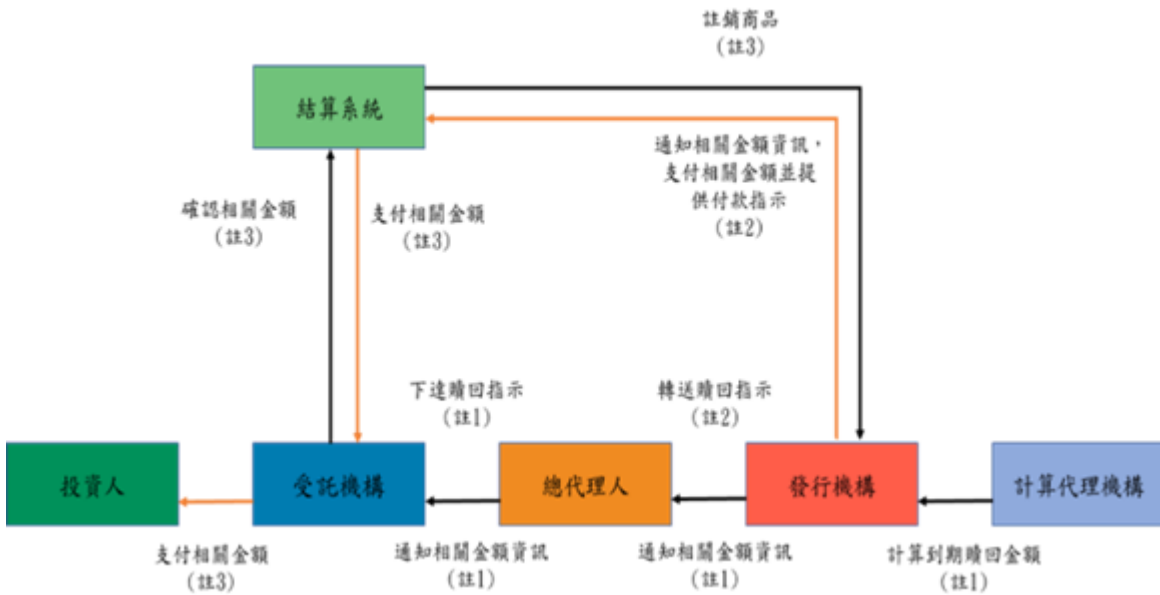 註銷商品
(註3)
結算系統
通知相關金額資訊，
支付相關金額並提
供付款指示
(註2)
確認相關金額
(註3)
支付相關金額
(註3)
下達贖回指示
(註1)
轉送贖回指示
(註2)
投資人
受託機構
總代理人
發行機構
計算代理機構
支付相關金額
(註3)
通知相關金額資訊
(註1)
通知相關金額資訊
(註1)
計算到期贖回金額
(註1)